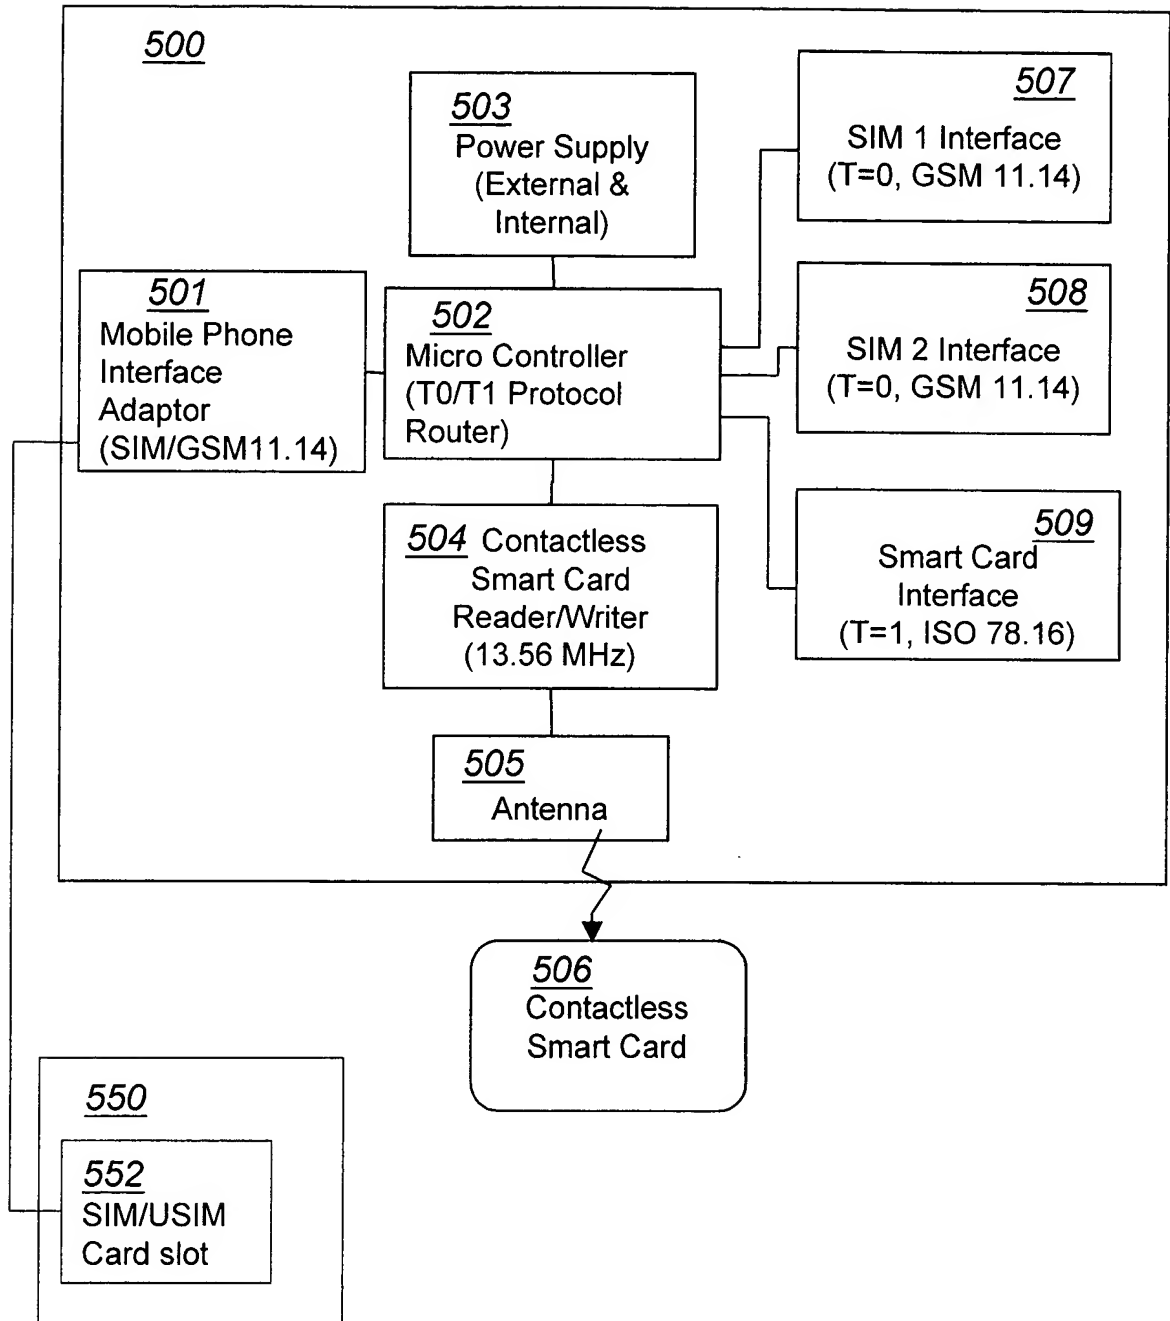 500
503
Power Supply
(External &
Internal)
507
SIM 1 Interface
(T=0, GSM 11.14)
501
Mobile Phone
Interface
Adaptor
(SIM/GSM11.14)
502
Micro Controller
(T0/T1 Protocol
Router)
508
SIM 2 Interface
(T=0, GSM 11.14)
504 Contactless
Smart Card
Reader/Writer
(13.56 MHz)
509
Smart Card
Interface
(T=1, ISO 78.16)
505
Antenna
506
Contactless
Smart Card
550
552
SIM/USIM
Card slot